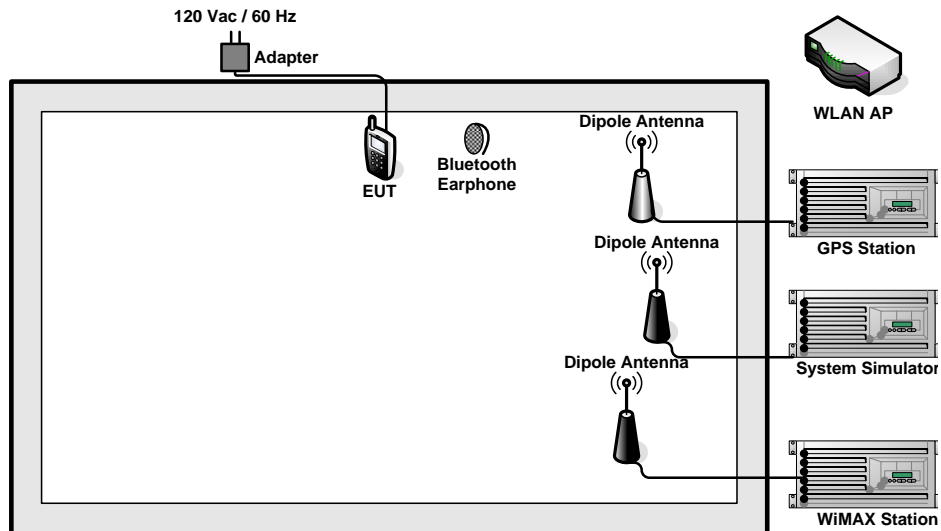 120 Vac / 60 Hz
Adapter
WLAN AP
Dipole Antenna
EUT
Bluetooth
Earphone
GPS Station
Dipole Antenna
System Simulator
Dipole Antenna
WiMAX Station